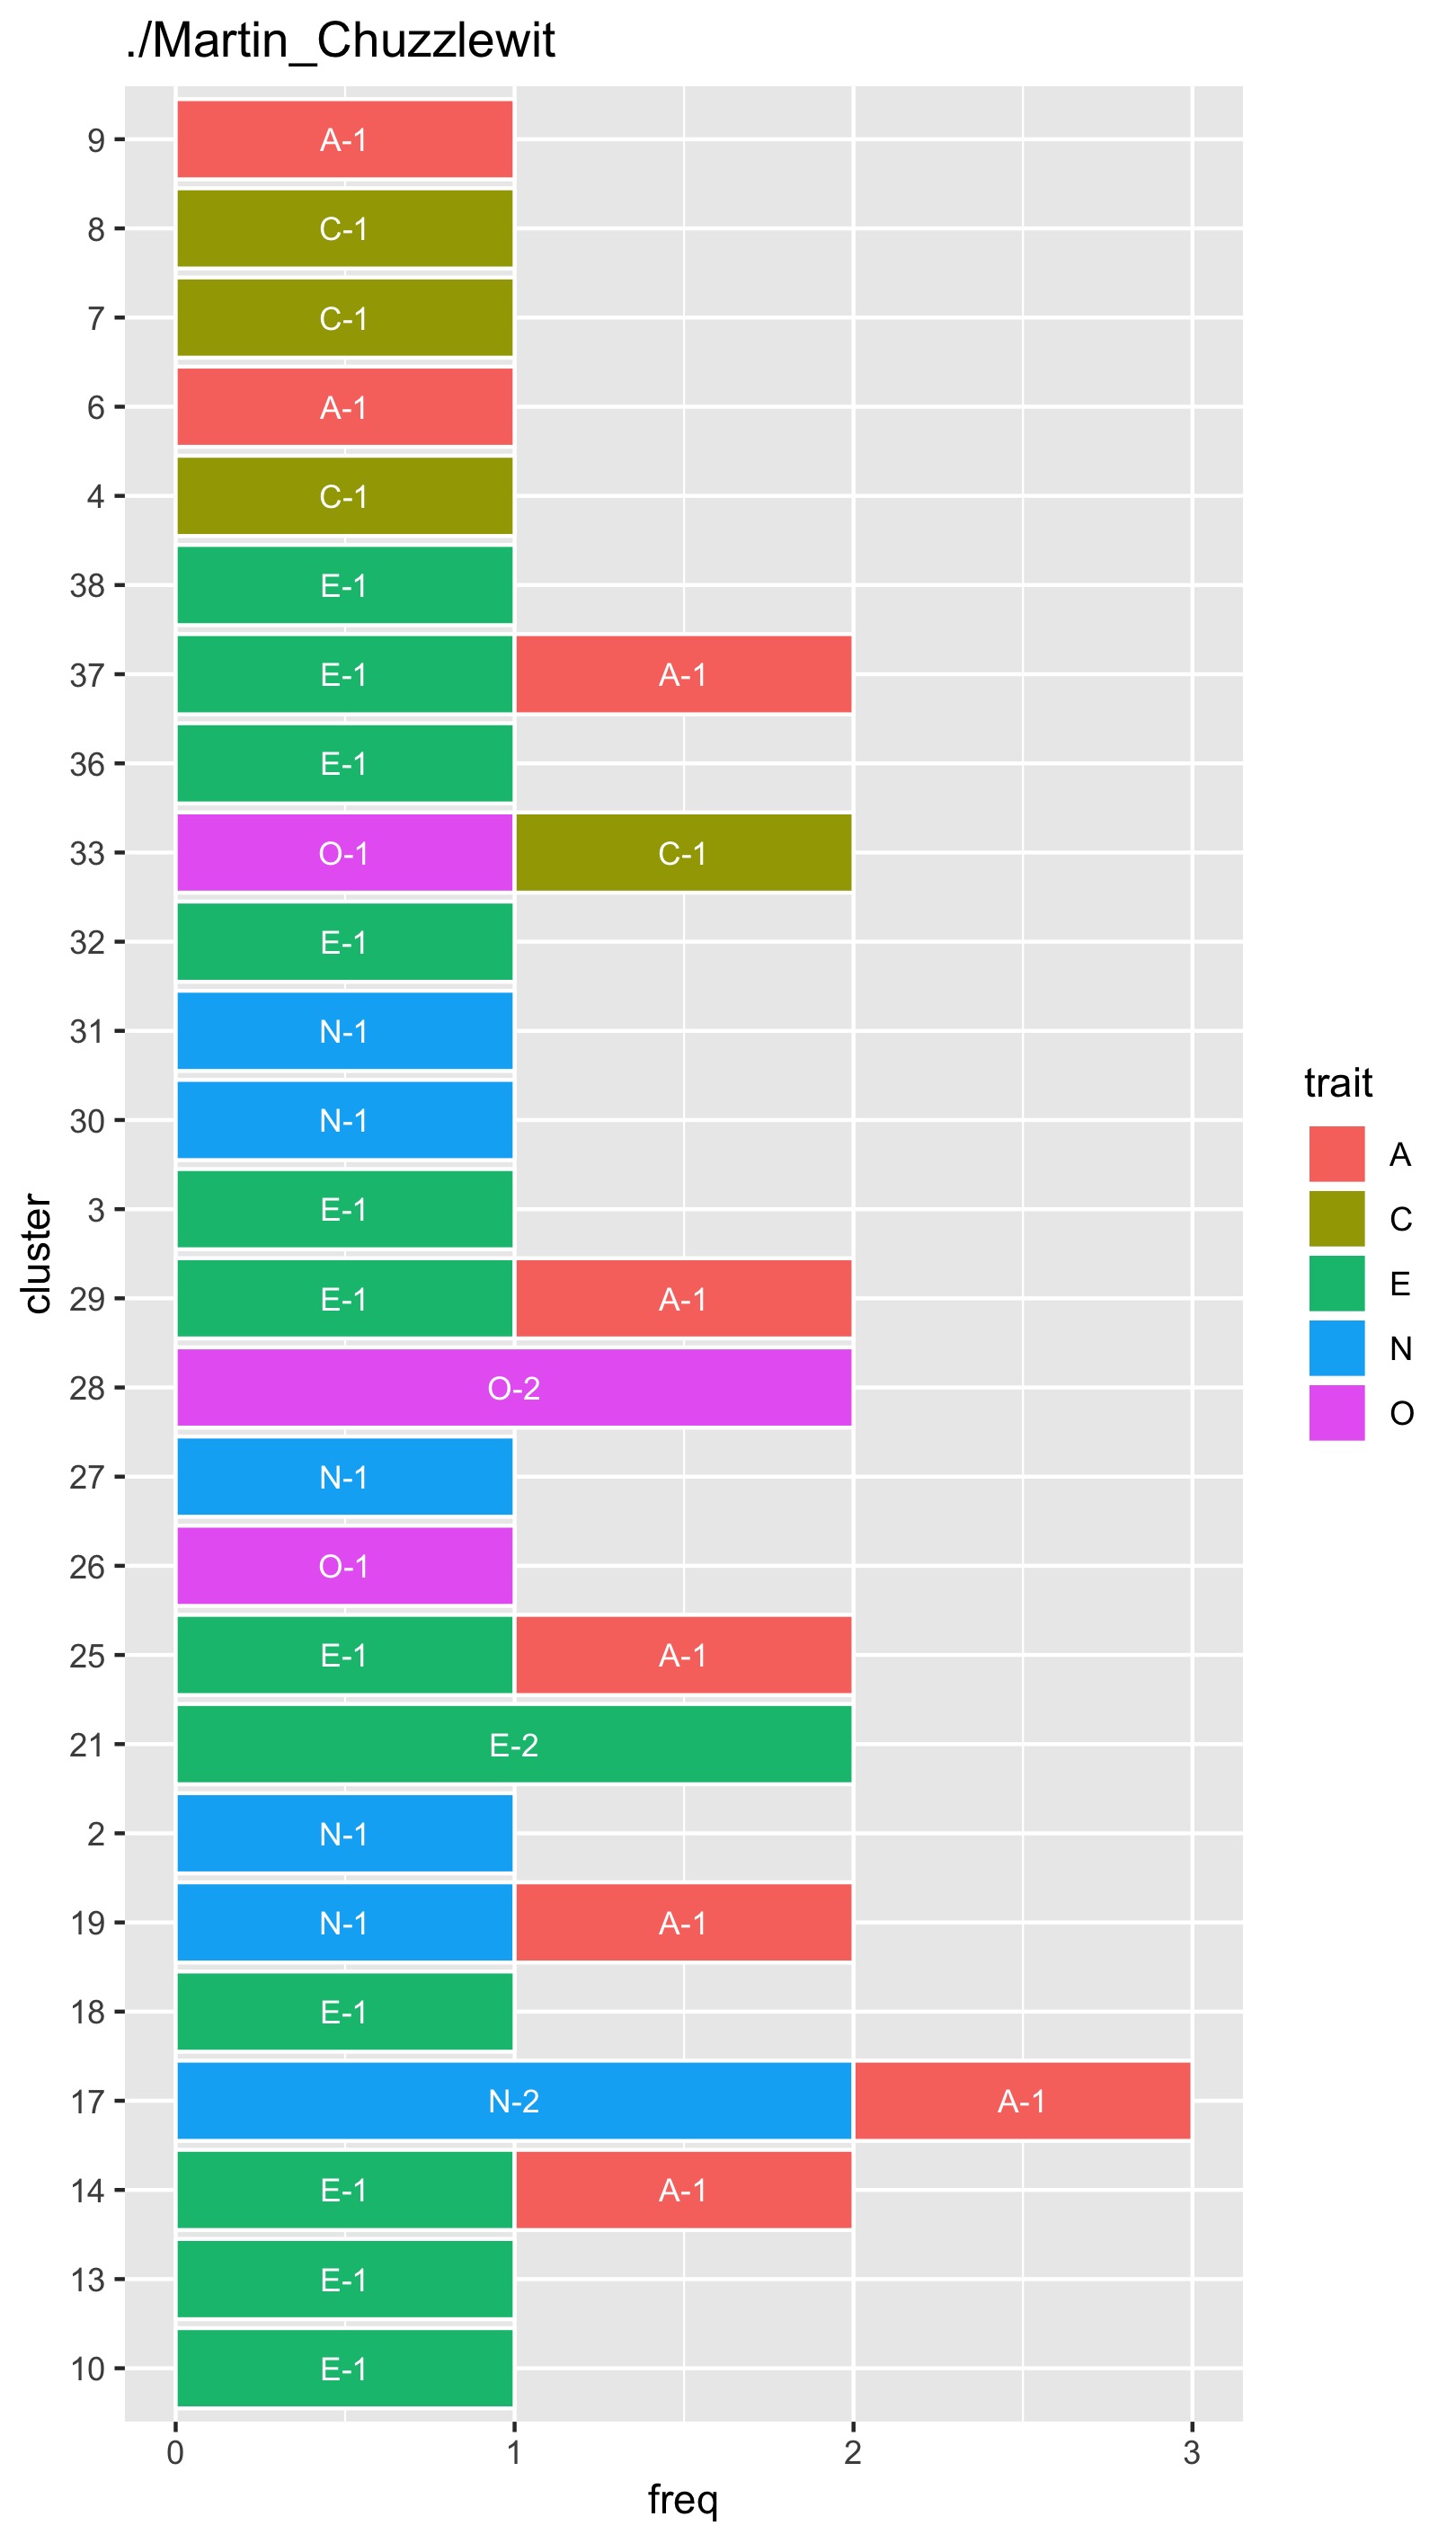 ./Martin_Chuzzlewit
9 A-1
8 C-1
7 C-1
6 A-1
4 C-1
38 E-1
37 E-1 A-1
36 E-1
33 O-1 C-1
32 E-1
31 N-1
30 N-1
3 E-1
29 E-1 A-1
28 O-2
27 N-1
26 O-1
25 E-1 A-1
21 E-2
2 N-1
19 N-1 A-1
18 E-1
17 N-2 A-1
14 E-1 A-1
13 E-1
10 E-1
0 1 2 3
freq
cluster
trait
A
C
E
N
O